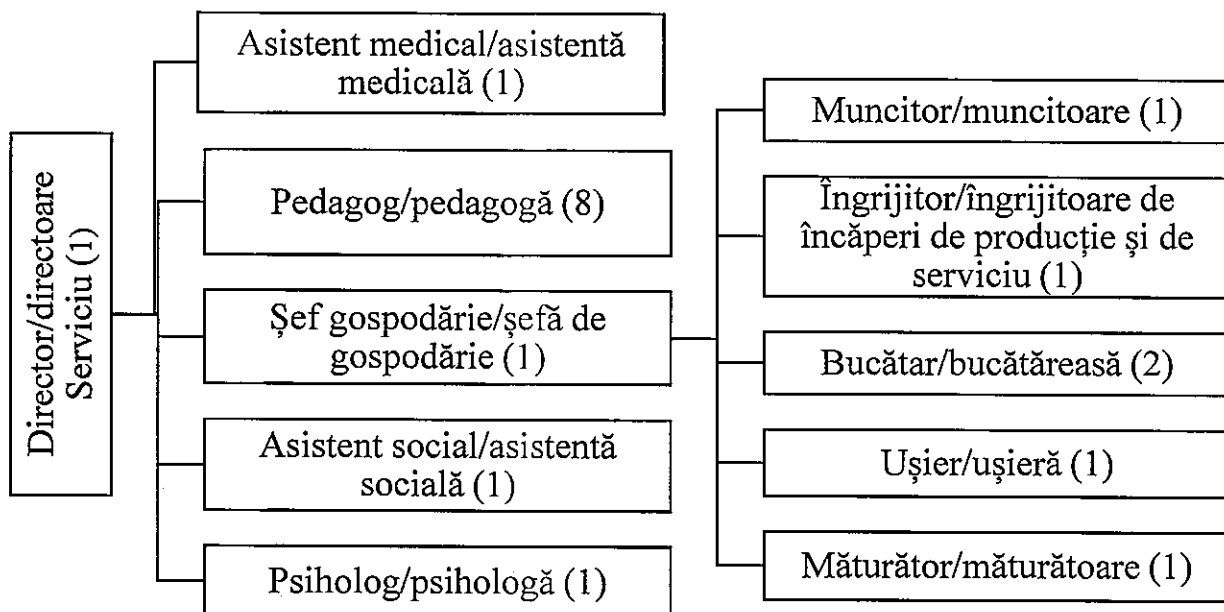 Director/directoare
Serviciu (1)
Asistent medical/asistentă
medicală (1)
Pedagog/pedagogă (8)
Șef gospodărie/șefă de
gospodărie (1)
Asistent social/asistentă
socială (1)
Psiholog/psihologă (1)
Muncitor/muncitoare (1)
Îngrijitor/îngrijitoare de
încăperi de producție și de
serviciu (1)
Bucătar/bucătăreasă (2)
Ușier/ușieră (1)
Măturător/măturătoare (1)